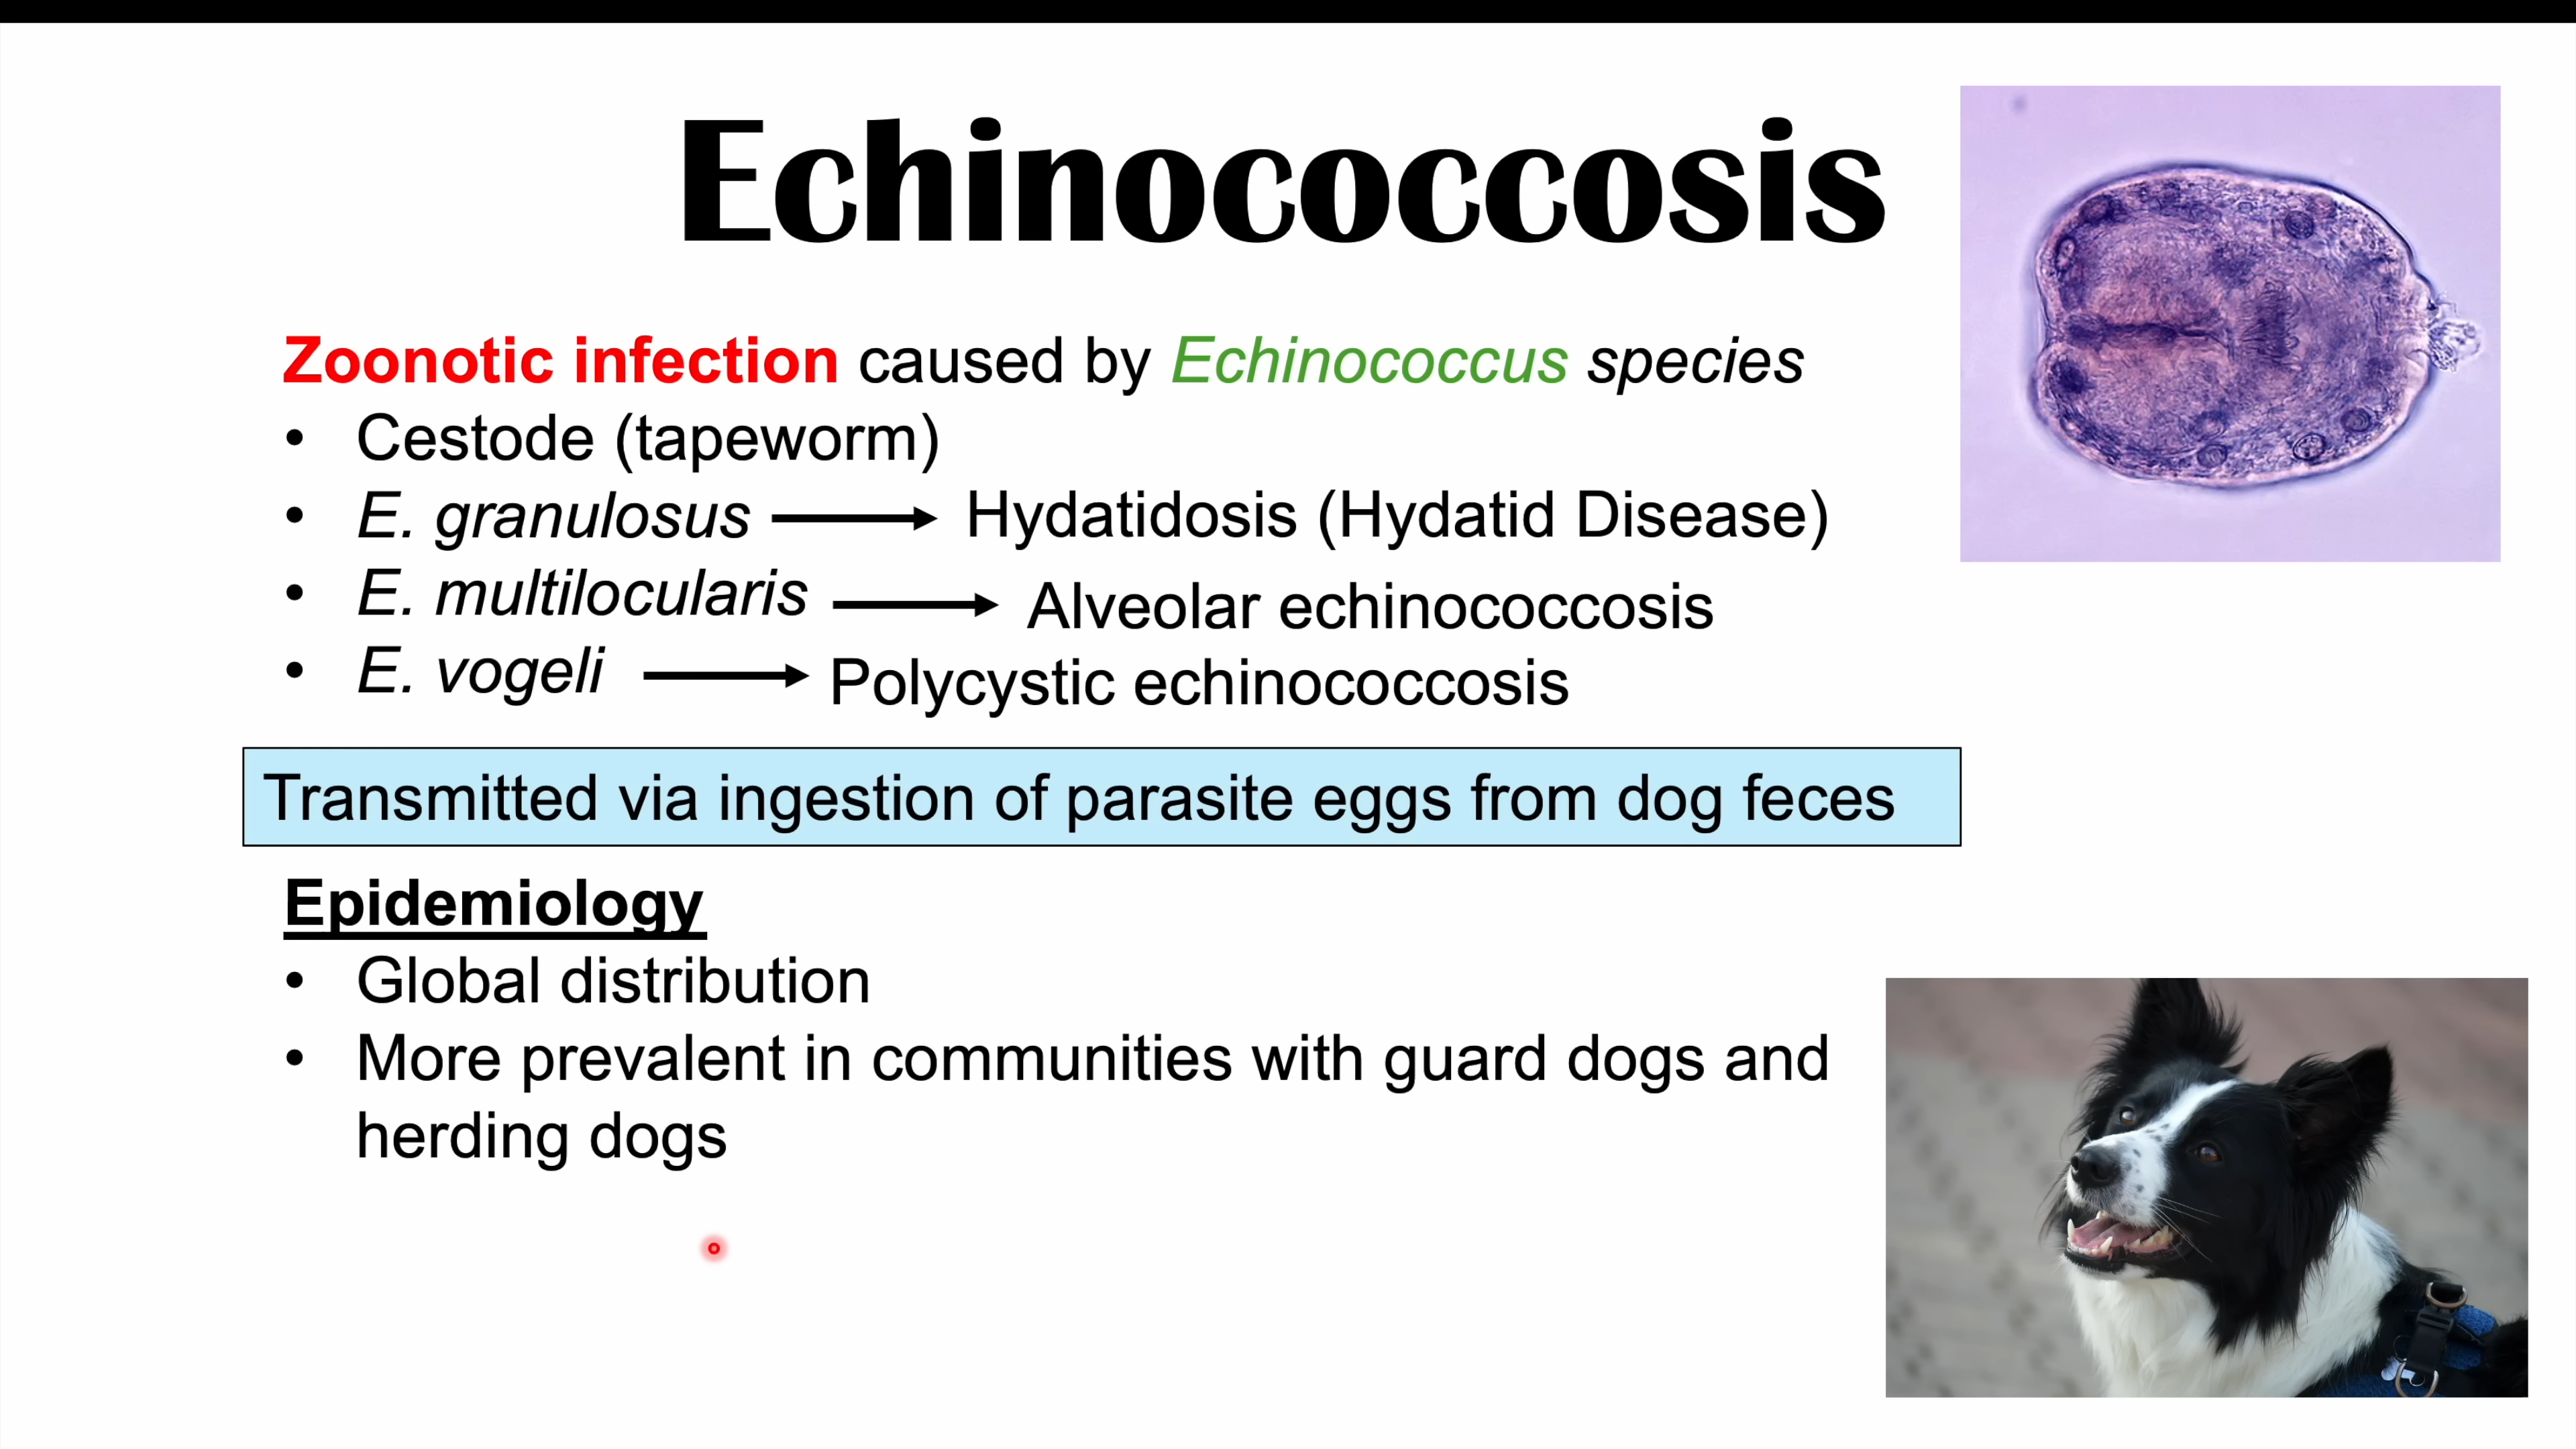 Echinococcosis
Zoonotic infection caused by Echinococcus species
• Cestode (tapeworm)
• E. granulosus → Hydatidosis (Hydatid Disease)
• E. multilocularis → Alveolar echinococcosis
• E. vogeli → Polycystic echinococcosis
Transmitted via ingestion of parasite eggs from dog feces
Epidemiology
• Global distribution
• More prevalent in communities with guard dogs and
herding dogs